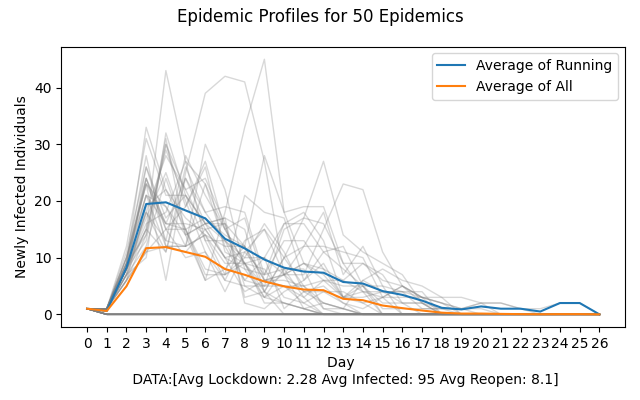 Epidemic Profiles for 50 Epidemics
Average of Running
Average of All
Newly Infected Individuals
40
30
20
10
0
0 1 2 3 4 5 6 7 8 9 10 11 12 13 14 15 16 17 18 19 20 21 22 23 24 25 26
Day
DATA:[Avg Lockdown: 2.28 Avg Infected: 95 Avg Reopen: 8.1]